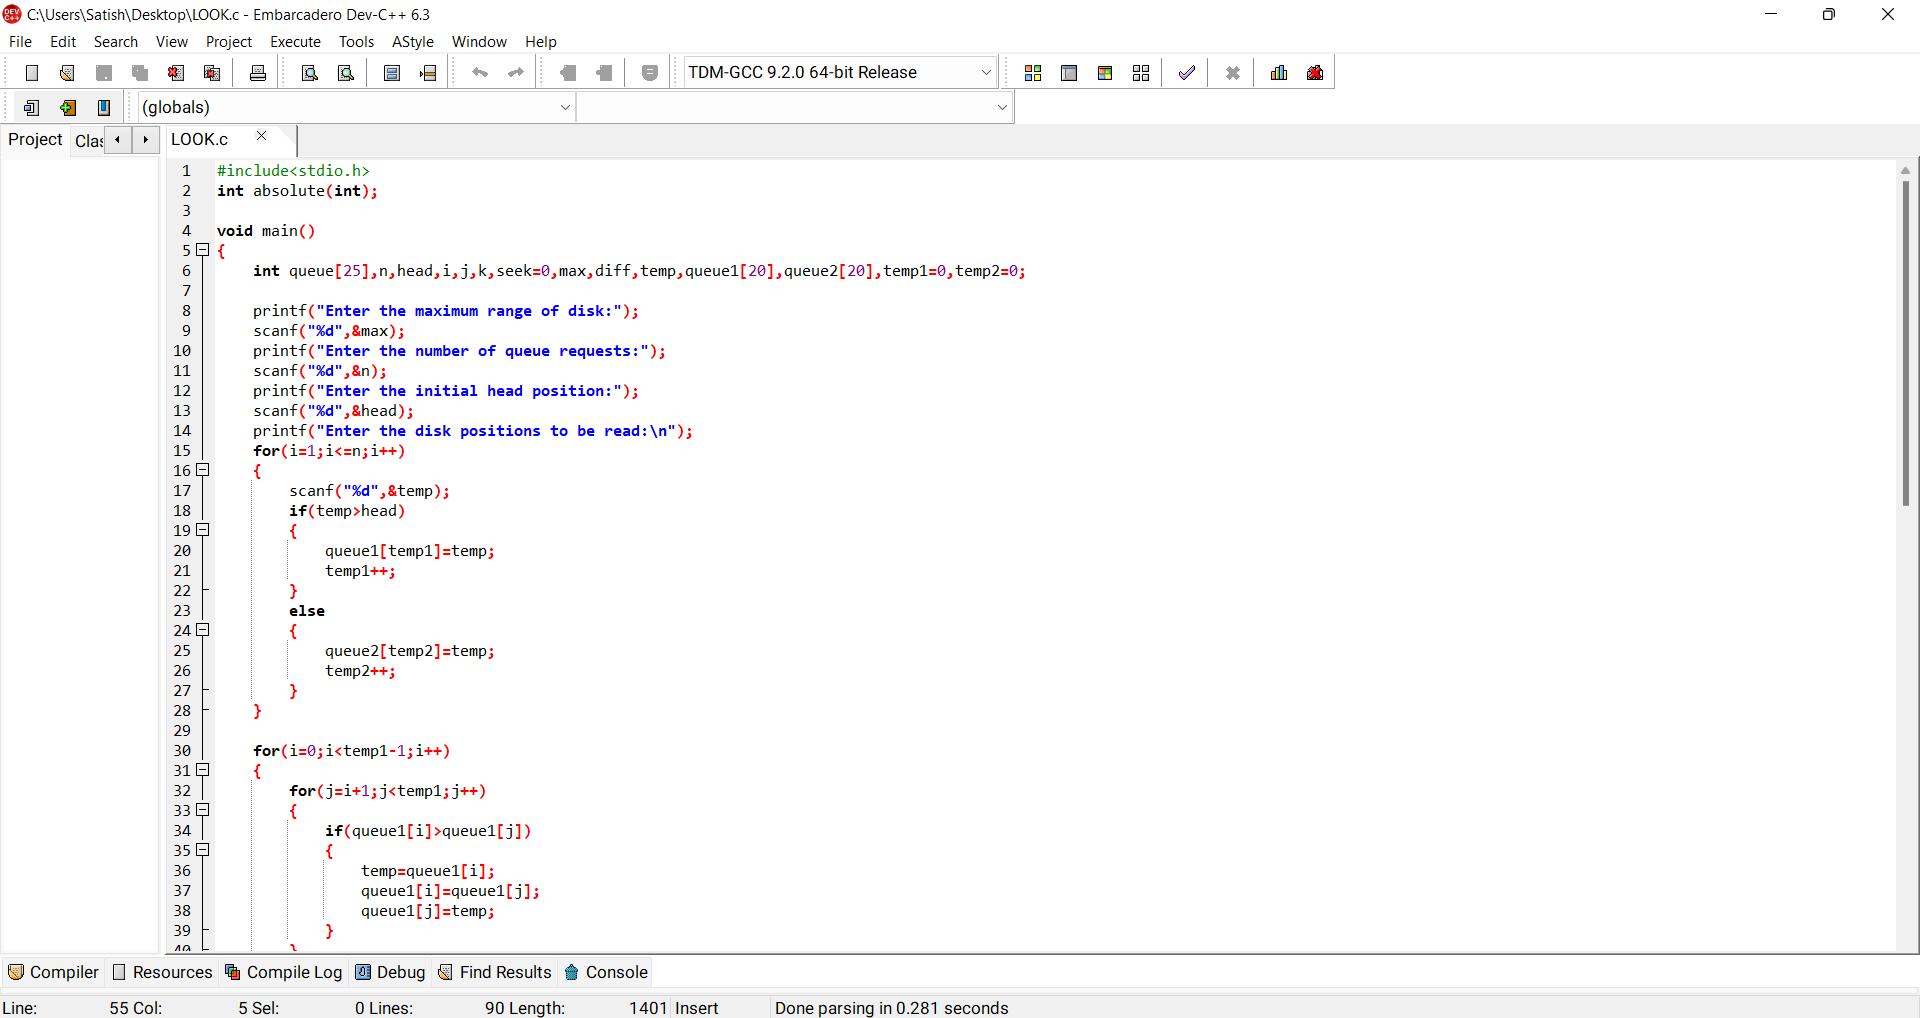 C:\Users\Satish\Desktop\LOOK.c - Embarcadero Dev-C++ 6.3
File Edit Search View Project Execute Tools AStyle Window Help
TDM-GCC 9.2.0 64-bit Release
(globals)
Project Clas LOOK.c
1 #include<stdio.h>
2 int absolute(int);
3
4 void main()
5 {
6 int queue[25],n,head,i,j,k,seek=0,max,diff,temp,queue1[20],queue2[20],temp1=0,temp2=0;
7
8 printf("Enter the maximum range of disk:");
9 scanf("%d",&max);
10 printf("Enter the number of queue requests:");
11 scanf("%d",&n);
12 printf("Enter the initial head position:");
13 scanf("%d",&head);
14 printf("Enter the disk positions to be read:\n");
15 for(i=1;i<=n;i++)
16 {
17 scanf("%d",&temp);
18 if(temp>head)
19 {
20 queue1[temp1]=temp;
21 temp1++;
22 }
23 else
24 {
25 queue2[temp2]=temp;
26 temp2++;
27 }
28 }
29
30 for(i=0;i<temp1-1;i++)
31 {
32 for(j=i+1;j<temp1;j++)
33 {
34 if(queue1[i]>queue1[j])
35 {
36 temp=queue1[i];
37 queue1[i]=queue1[j];
38 queue1[j]=temp;
39 }
40 }
Compiler Resources Compile Log Debug Find Results Console
Line: 55 Col: 5 Sel: 0 Lines: 90 Length: 1401 Insert Done parsing in 0.281 seconds